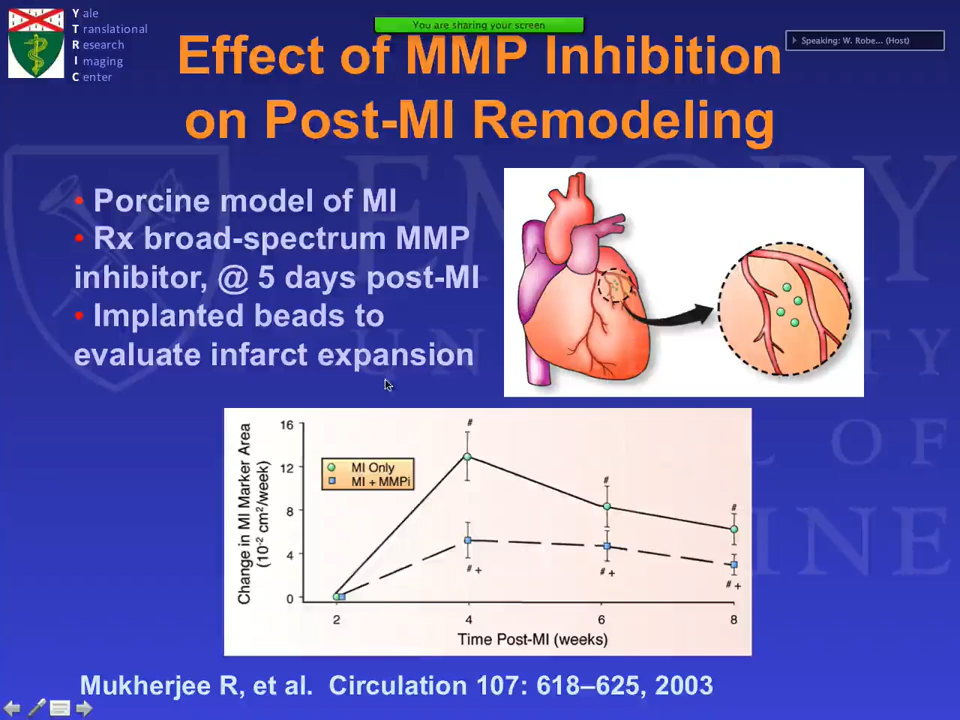 Y ale
T ranslational
R esearch
I maging
C enter
You are sharing your screen
Speaking: W. Robe... (Host)
Effect of MMP Inhibition
on Post-MI Remodeling
• Porcine model of MI
• Rx broad-spectrum MMP
inhibitor, @ 5 days post-MI
• Implanted beads to
evaluate infarct expansion
EMORY
UNIVERSITY
OF
Change in MI Marker Area
(10-2 cm2/week)
16
12
8
4
0
MI Only
MI + MMPi
#
#
#
# +
# +
# +
2
4
6
8
Time Post-MI (weeks)
Mukherjee R, et al. Circulation 107: 618–625, 2003